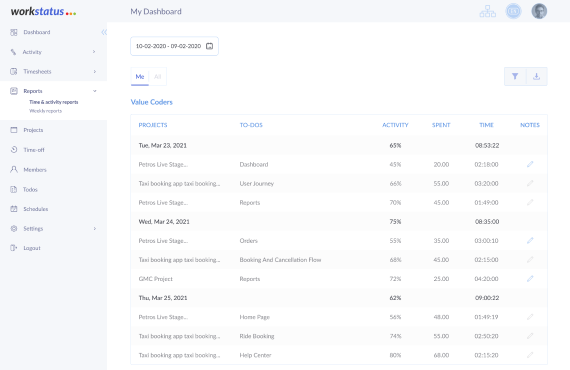 workstatus
My Dashboard
Dashboard
Activity
Timesheets
Reports
Time & activity reports
Weekly reports
Projects
Time-off
Members
Todos
Schedules
Settings
Logout
10-02-2020 - 09-02-2020
Me All
Value Coders
PROJECTS TO-DOS ACTIVITY SPENT TIME NOTES
Tue, Mar 23, 2021 65% 08:53:22
Petros Live Stage... Dashboard 45% 20.00 02:18:00
Taxi booking app taxi booking... User Journey 66% 55.00 03:20:00
Petros Live Stage... Reports 70% 45.00 01:49:00
Wed, Mar 24, 2021 75% 08:35:00
Petros Live Stage... Orders 55% 35.00 03:00:10
Taxi booking app taxi booking... Booking And Cancellation Flow 68% 45.00 02:15:00
GMC Project Reports 72% 25.00 04:20:00
Thu, Mar 25, 2021 62% 09:00:22
Petros Live Stage... Home Page 56% 48.00 01:49:19
Taxi booking app taxi booking... Ride Booking 74% 55.00 02:50:20
Taxi booking app taxi booking... Help Center 80% 68.00 02:15:20